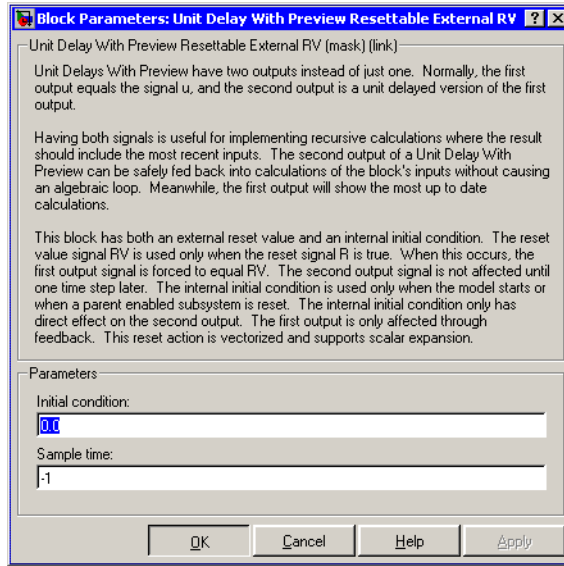 Block Parameters: Unit Delay With Preview Resettable External RV
Unit Delay With Preview Resettable External RV (mask) (link)
Unit Delays With Preview have two outputs instead of just one. Normally, the first
output equals the signal u, and the second output is a unit delayed version of the first
output.
Having both signals is useful for implementing recursive calculations where the result
should include the most recent inputs. The second output of a Unit Delay With
Preview can be safely fed back into calculations of the block's inputs without causing
an algebraic loop. Meanwhile, the first output will show the most up to date
calculations.
This block has both an external reset value and an internal initial condition. The reset
value signal RV is used only when the reset signal R is true. When this occurs, the
first output signal is forced to equal RV. The second output signal is not affected until
one time step later. The internal initial condition is used only when the model starts or
when a parent enabled subsystem is reset. The internal initial condition only has
direct effect on the second output. The first output is only affected through
feedback. This reset action is vectorized and supports scalar expansion.
Parameters
Initial condition:
0.0
Sample time:
-1
OK Cancel Help Apply